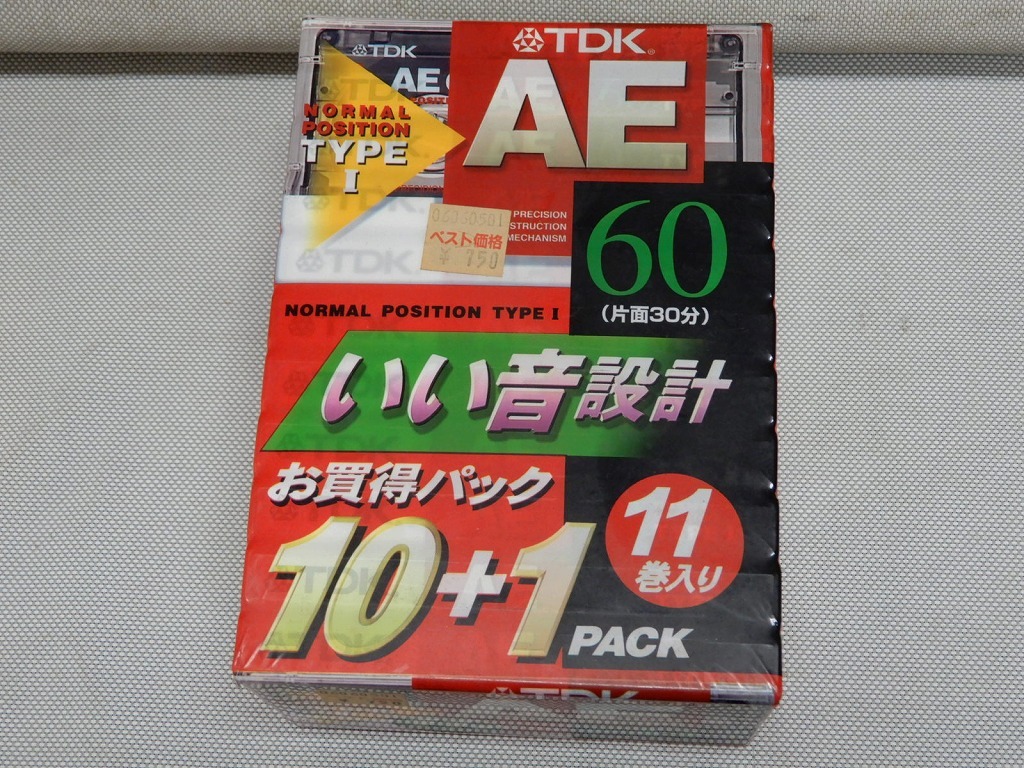 TDK
AE
NORMAL
POSITION
TYPE
I
TDK
AE
PRECISION
STRUCTION
MECHANISM
06330501
ベスト価格
¥ 750
60
(片面30分)
NORMAL POSITION TYPE I
いい音設計
お買得パック
10+1
PACK
11
巻入り
TDK